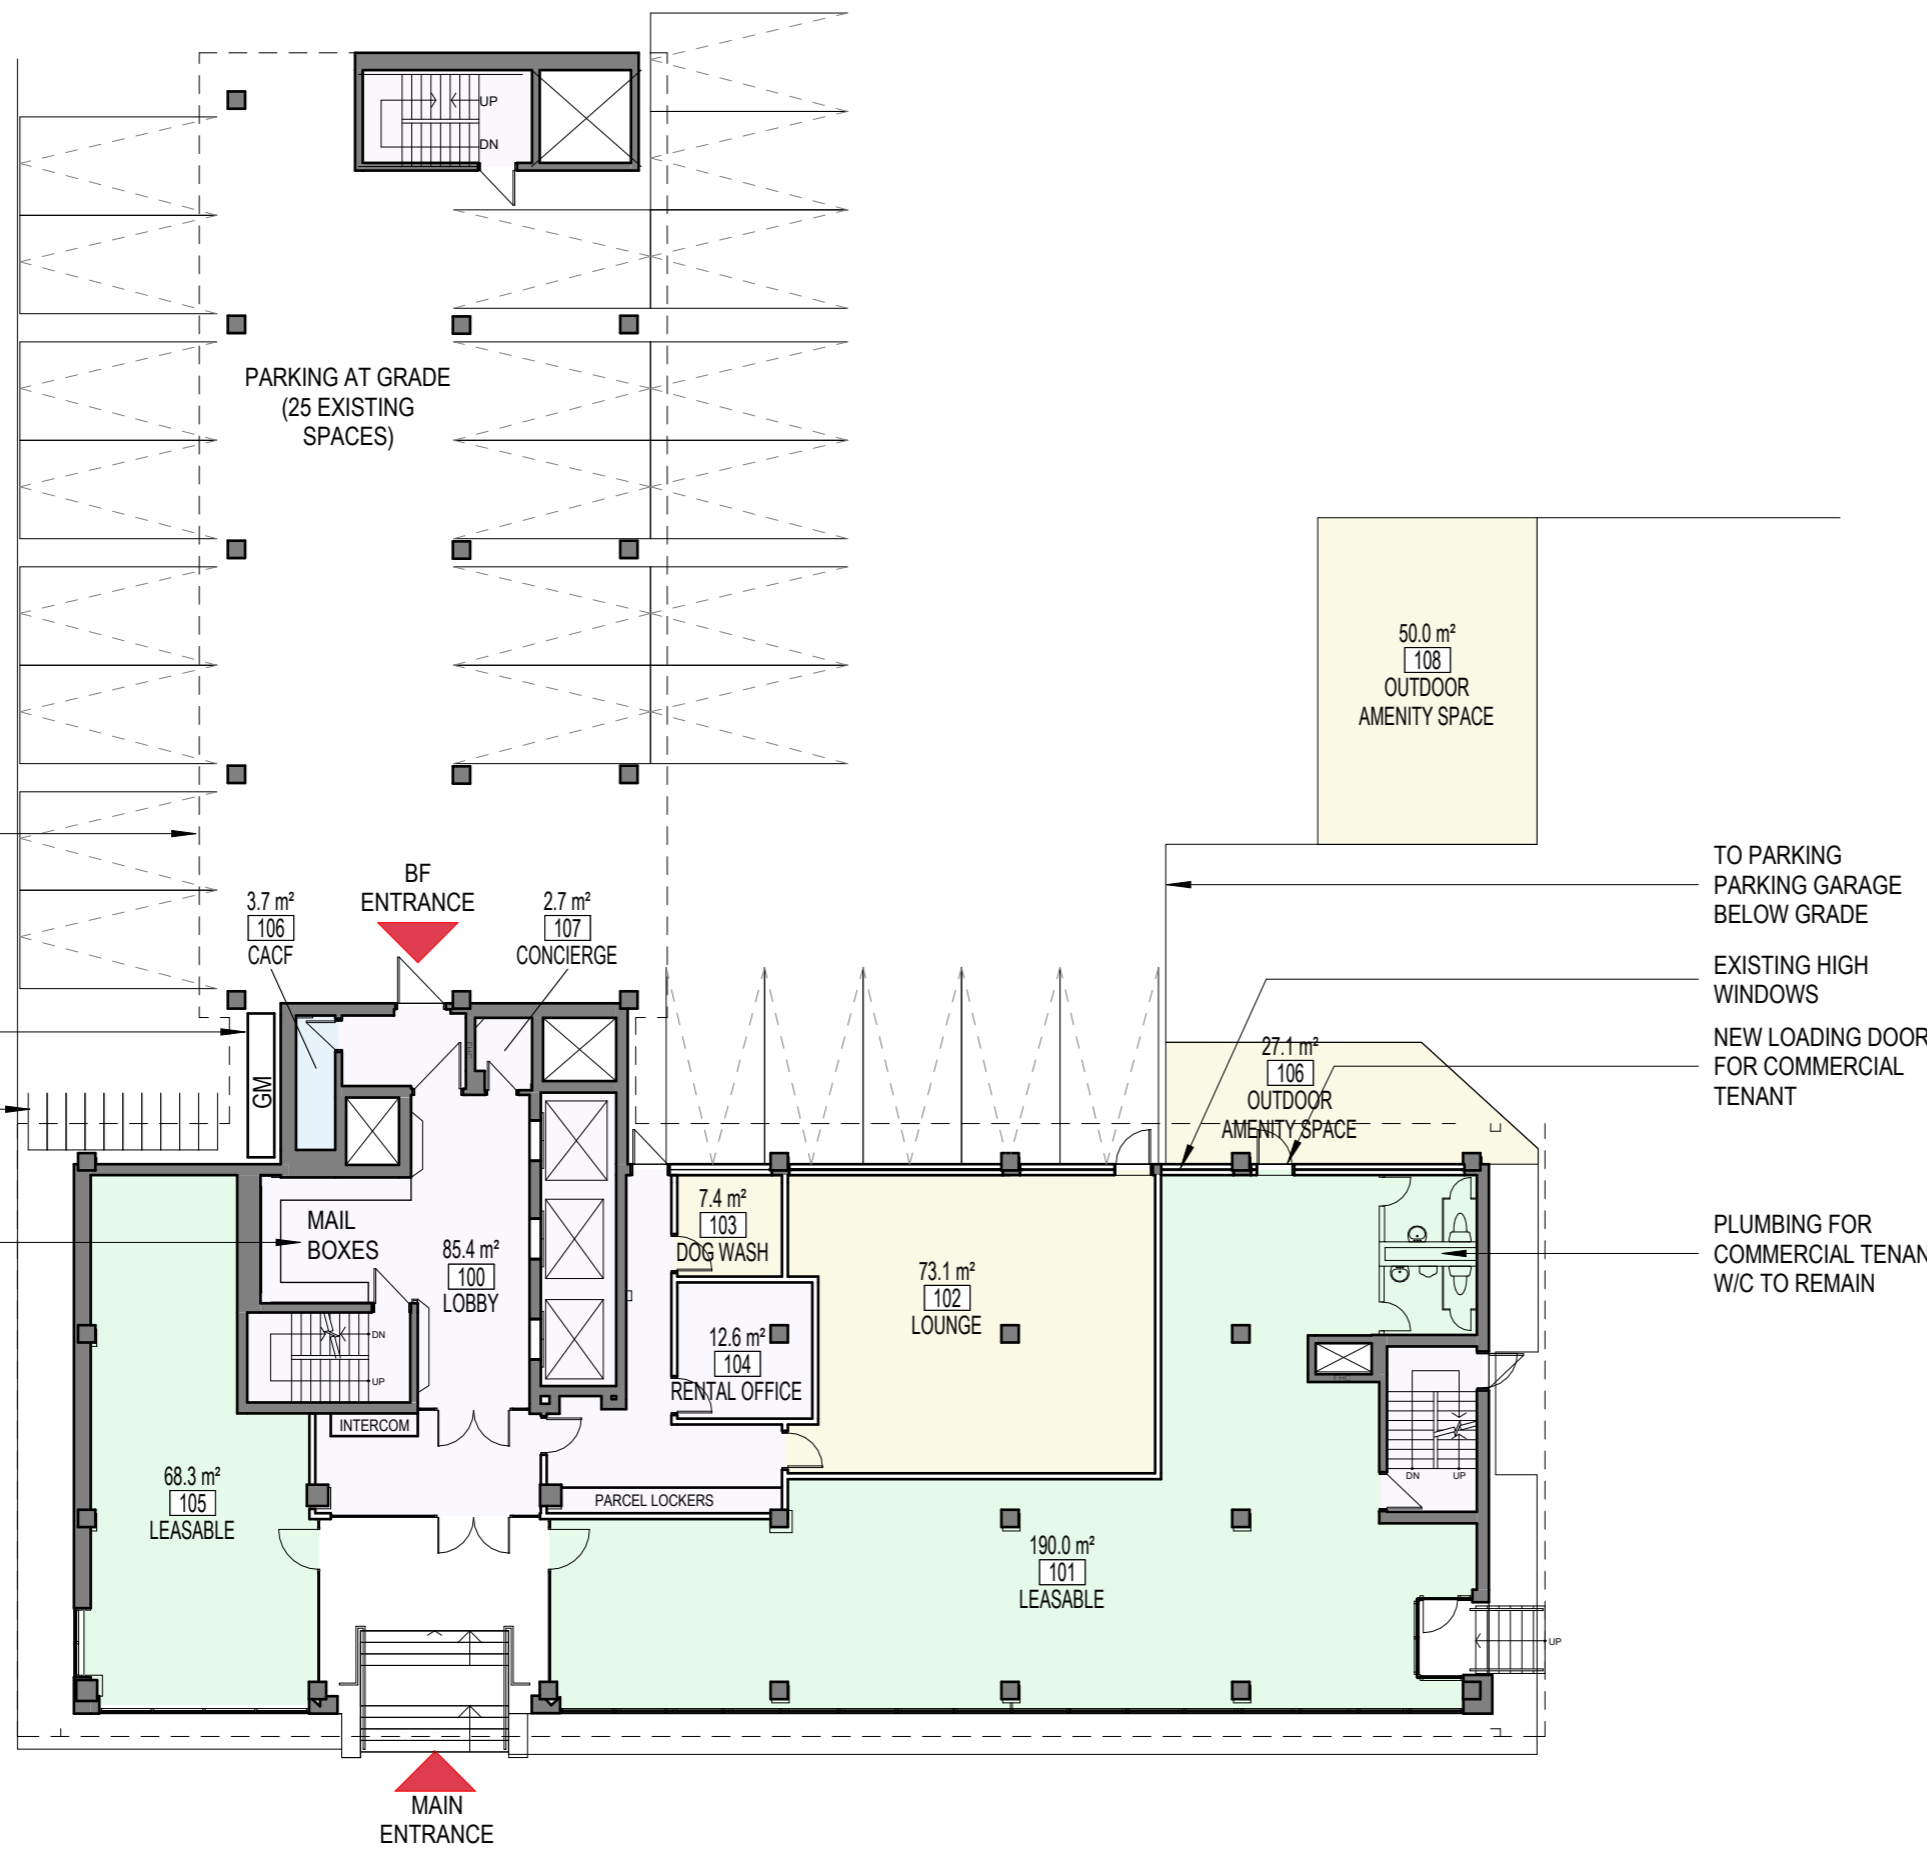 UP
DN
PARKING AT GRADE
(25 EXISTING
SPACES)
50.0 m²
108
OUTDOOR
AMENITY SPACE
BF
ENTRANCE
3.7 m²
106
CACF
2.7 m²
107
CONCIERGE
TO PARKING
PARKING GARAGE
BELOW GRADE
EXISTING HIGH
WINDOWS
NEW LOADING DOOR
FOR COMMERCIAL
TENANT
27.1 m²
106
OUTDOOR
AMENITY SPACE
GM
MAIL
BOXES
85.4 m²
100
LOBBY
7.4 m²
103
DOG WASH
73.1 m²
102
LOUNGE
PLUMBING FOR
COMMERCIAL TENAN
W/C TO REMAIN
12.6 m²
104
RENTAL OFFICE
DN
UP
INTERCOM
68.3 m²
105
LEASABLE
PARCEL LOCKERS
DN
UP
190.0 m²
101
LEASABLE
UP
MAIN
ENTRANCE